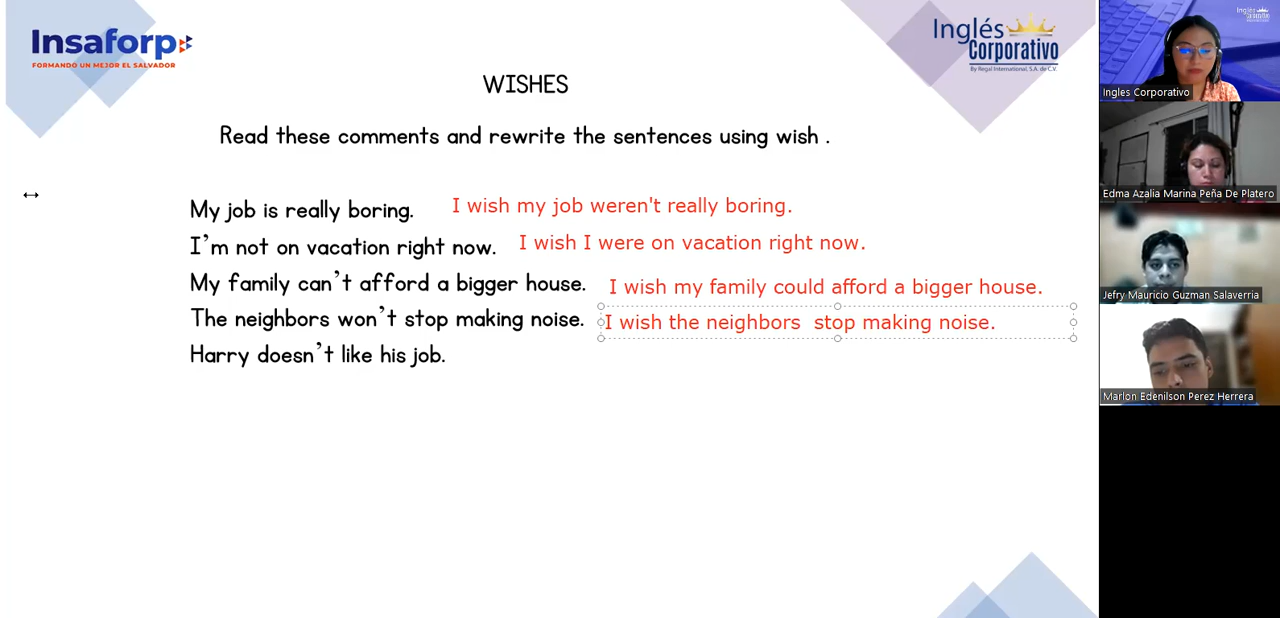 Insaforp
FORMANDO UN MEJOR EL SALVADOR
Inglés
Corporativo
By Regal International, S.A. de C.V.
WISHES
Read these comments and rewrite the sentences using wish .
My job is really boring. I wish my job weren't really boring.
I'm not on vacation right now. I wish I were on vacation right now.
My family can't afford a bigger house. I wish my family could afford a bigger house.
The neighbors won't stop making noise. I wish the neighbors  stop making noise.
Harry doesn't like his job.
Inglés
Corporativo
Ingles Corporativo
Edma Azalia Marina Peña De Platero
Jefry Mauricio Guzman Salaverria
Marlon Edenilson Perez Herrera